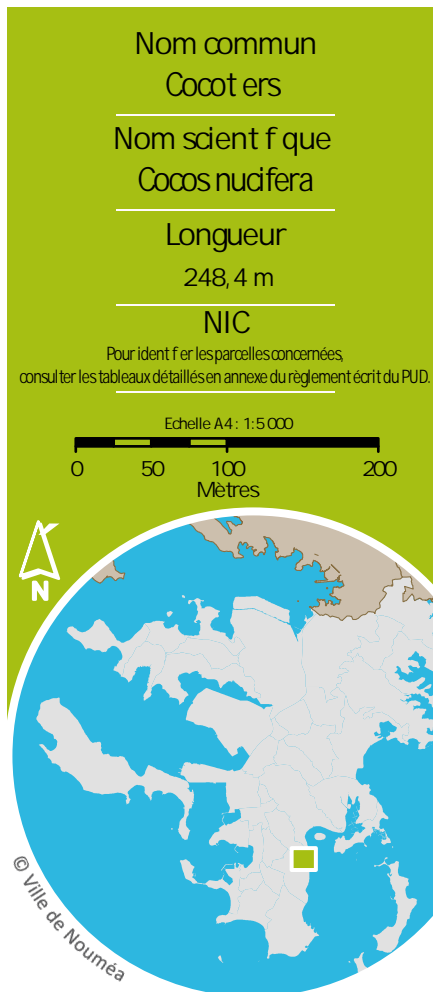 Nom commun
Cocot ers
Nom scient f que
Cocos nucifera
Longueur
248,4 m
NIC
Pour ident f er les parcelles concernées,
consulter les tableaux détaillés en annexe du règlement écrit du PUD.
Echelle A4 : 1:5 000
0 50 100 200
Mètres
N
© Ville de Nouméa